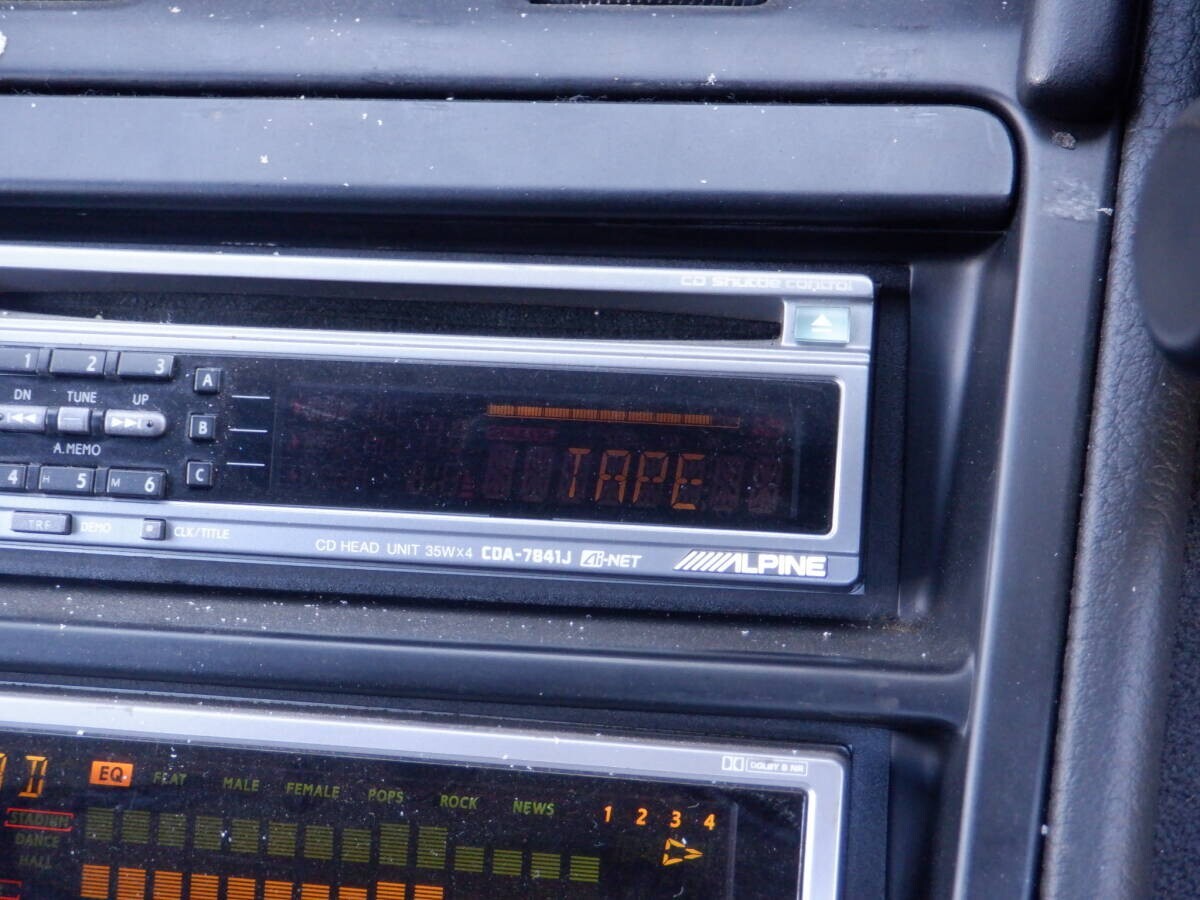 CD Shuttle control
1 2 3
A
DN TUNE UP
B
A.MEMO
C
TAPE
4 H 5 M 6
DEMO CLK/TITLE
CD HEAD UNIT 35W×4 CDA-7841J Ai-NET ALPINE
DOLBY B NR
D EQ FLAT MALE FEMALE POPS ROCK NEWS
1 2 3 4
STADIUM
DANCE
HALL